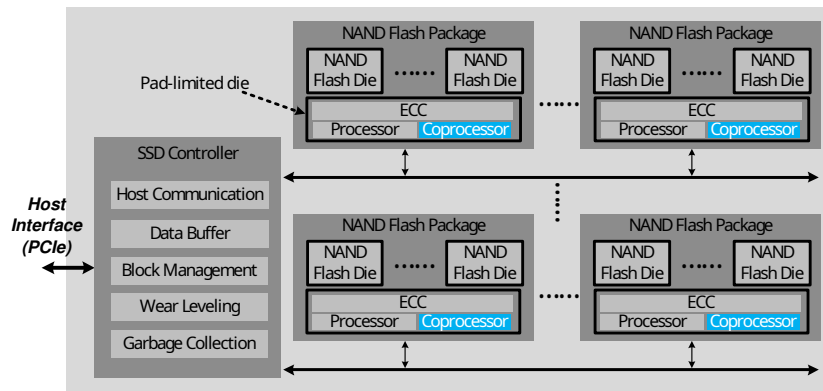 NAND Flash Package
NAND
Flash Die
......
NAND
Flash Die
ECC
Processor
Coprocessor
......
NAND Flash Package
NAND
Flash Die
......
NAND
Flash Die
ECC
Processor
Coprocessor
Pad-limited die
SSD Controller
Host Communication
Data Buffer
Block Management
Wear Leveling
Garbage Collection
Host
Interface
(PCIe)
......
NAND Flash Package
NAND
Flash Die
......
NAND
Flash Die
ECC
Processor
Coprocessor
......
NAND Flash Package
NAND
Flash Die
......
NAND
Flash Die
ECC
Processor
Coprocessor